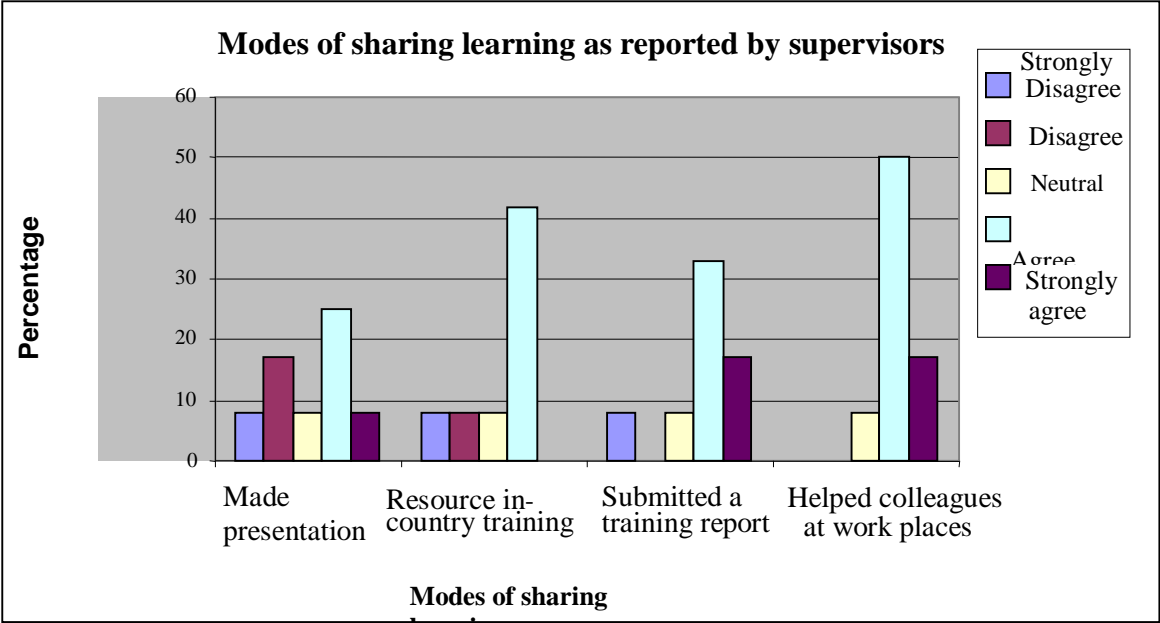 Modes of sharing learning as reported by supervisors
Percentage
60
50
40
30
20
10
0
Made
presentation
Resource in-
country training
Submitted a
training report
Helped colleagues
at work places
Modes of sharing
Strongly
Disagree
Disagree
Neutral
Agree
Strongly
agree